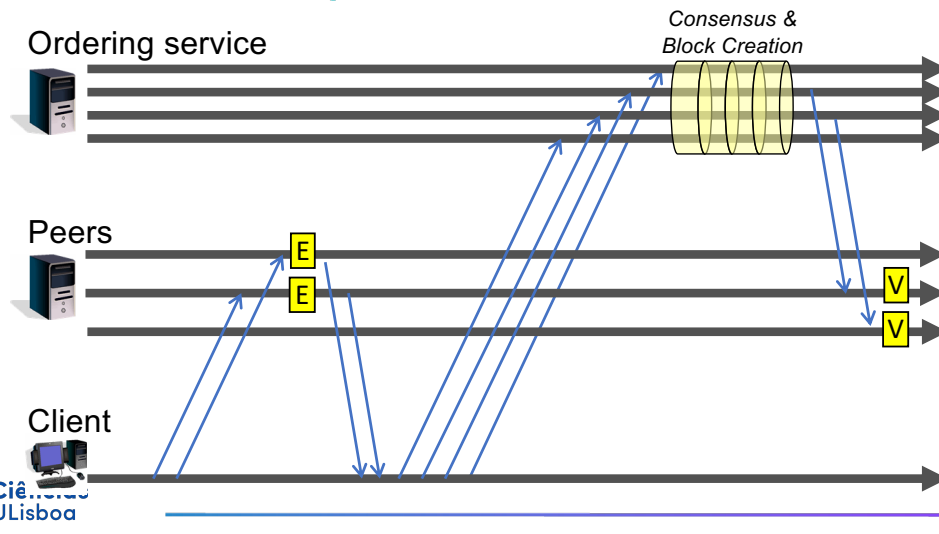 Consensus &
Block Creation
Ordering service
Peers
E
E
V
V
Client
ULisboa